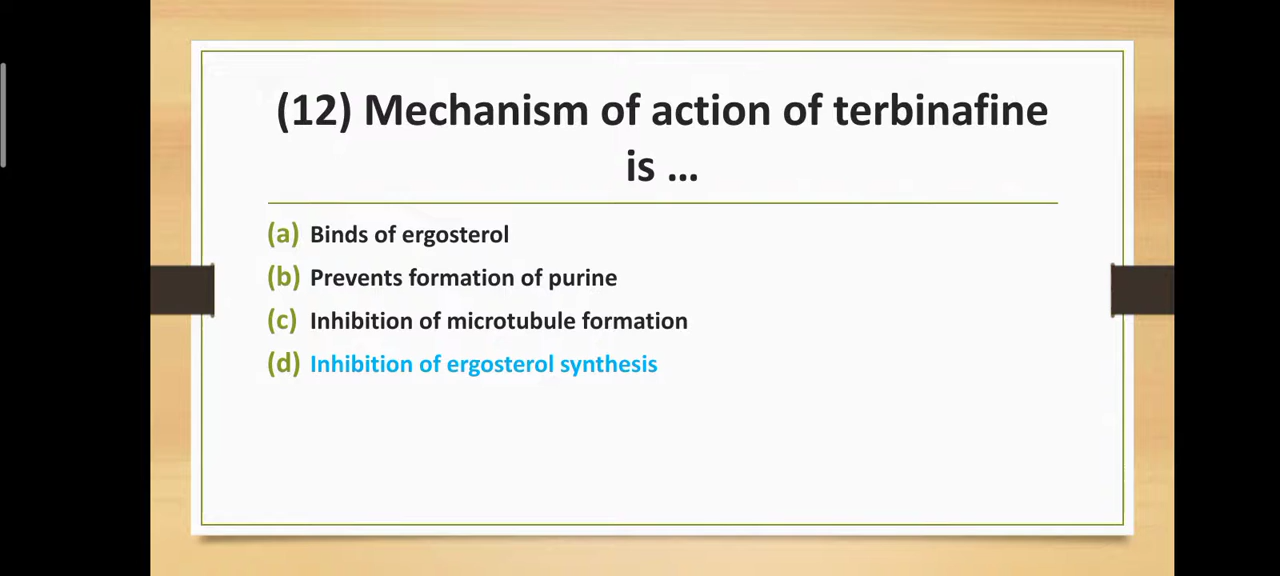 (12) Mechanism of action of terbinafine
is ...
(a) Binds of ergosterol
(b) Prevents formation of purine
(c) Inhibition of microtubule formation
(d) Inhibition of ergosterol synthesis